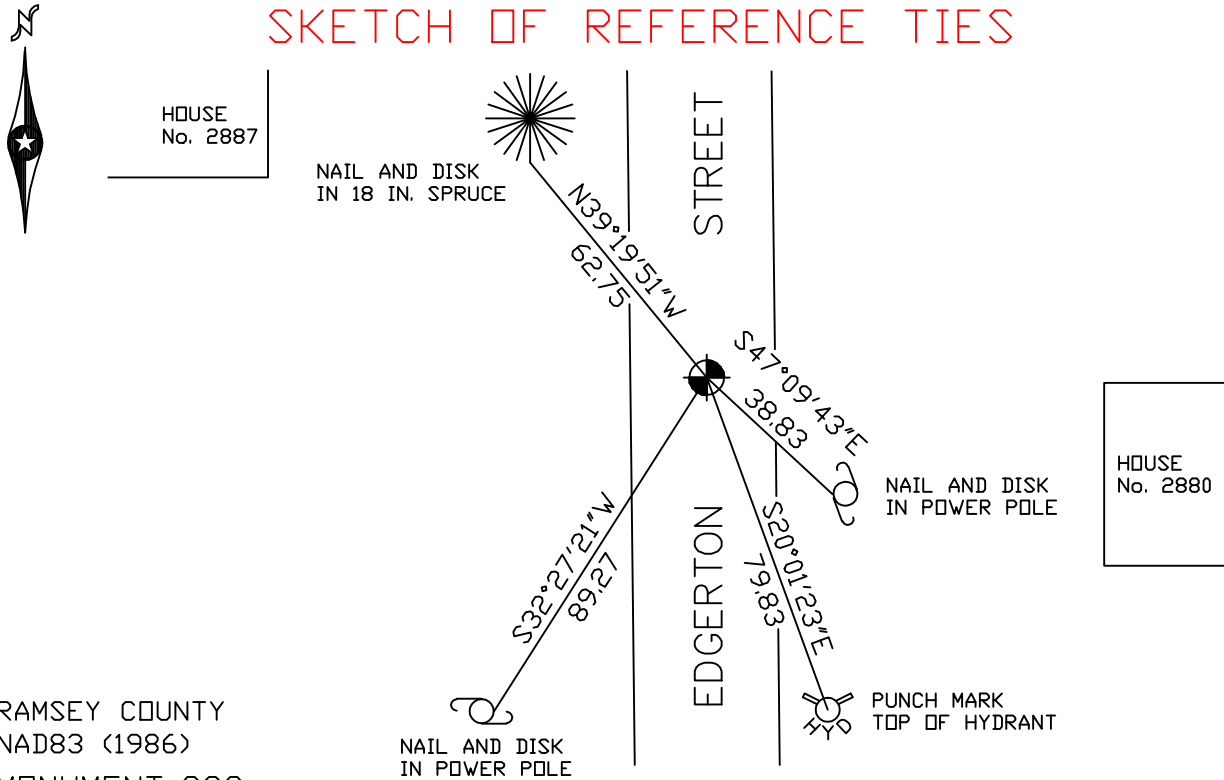 N
SKETCH OF REFERENCE TIES
HOUSE
No. 2887
NAIL AND DISK
IN 18 IN. SPRUCE
STREET
N39°19'51"W
62.75
S47°09'43"E
38.83
HOUSE
No. 2880
NAIL AND DISK
IN POWER POLE
S32°27'21"W
89.27
EDGERTON
S20°01'23"E
79.83
RAMSEY COUNTY
NAD83 (1986)
PUNCH MARK
TOP OF HYDRANT
HYD
NAIL AND DISK
IN POWER POLE